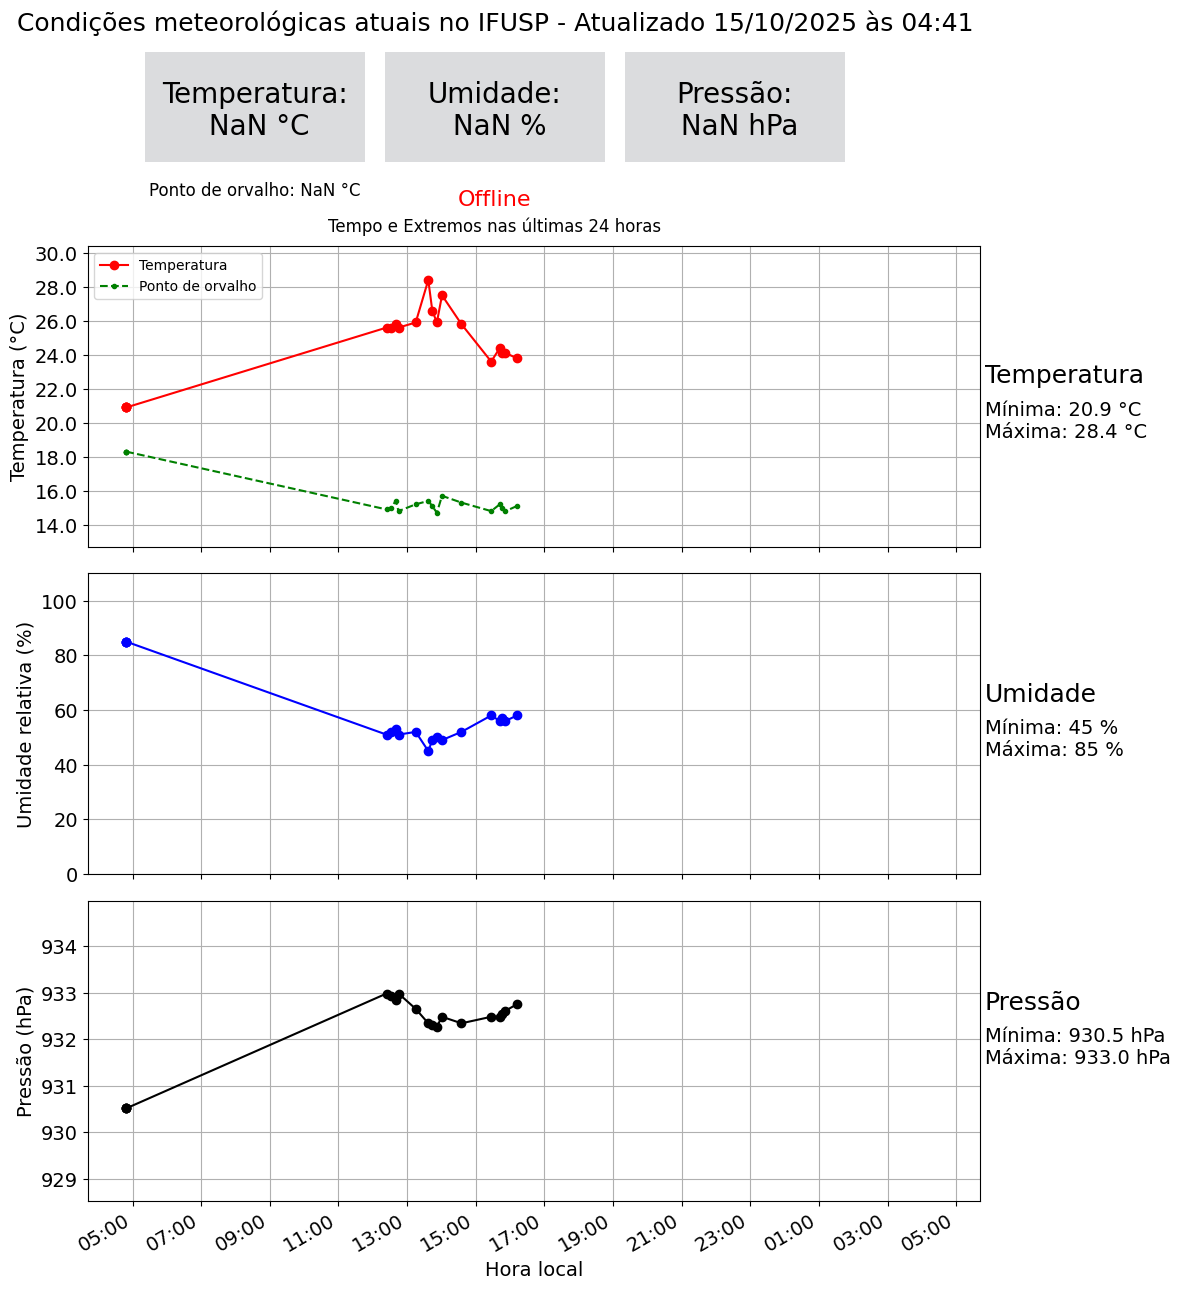 Condições meteorológicas atuais no IFUSP - Atualizado 15/10/2025 às 04:41
Temperatura:
NaN °C
Umidade:
NaN %
Pressão:
NaN hPa
Ponto de orvalho: NaN °C
Offline
Tempo e Extremos nas últimas 24 horas
Temperatura (°C)
30.0
28.0
26.0
24.0
22.0
20.0
18.0
16.0
14.0
Temperatura
Ponto de orvalho
Temperatura
Mínima: 20.9 °C
Máxima: 28.4 °C
Umidade relativa (%)
100
80
60
40
20
0
Umidade
Mínima: 45 %
Máxima: 85 %
Pressão (hPa)
934
933
932
931
930
929
Pressão
Mínima: 930.5 hPa
Máxima: 933.0 hPa
05:00 07:00 09:00 11:00 13:00 15:00 17:00 19:00 21:00 23:00 01:00 03:00 05:00
Hora local